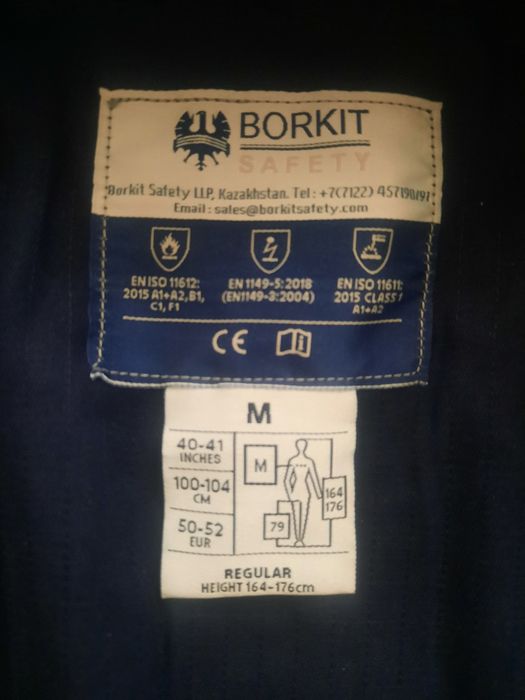 BORKIT
SAFETY
Borkit Safety LLP, Kazakhstan. Tel : +7(7122) 457190/91
Email : sales@borkitsafety.com
EN ISO 11612:
2015 A1+A2,B1,
C1, F1
EN 1149-5:2018
(EN1149-3:2004)
EN ISO 11611:
2015 CLASS 1
A1+A2
CE
i
M
40-41
INCHES
100-104
CM
50-52
EUR
M
164
176
79
REGULAR
HEIGHT 164-176cm